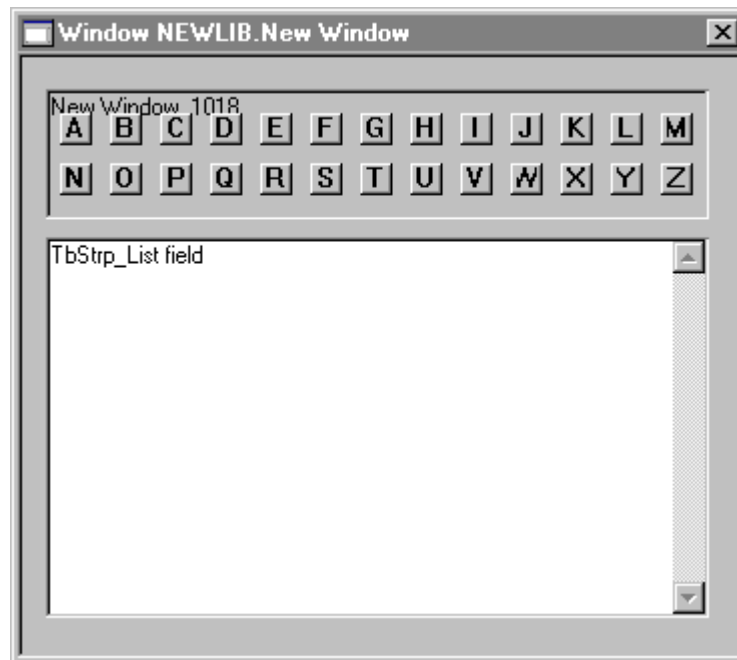 Window NEWLIB.New Window
New Window_1018
A B C D E F G H I J K L M
N O P Q R S T U V W X Y Z
TbStrp_List field